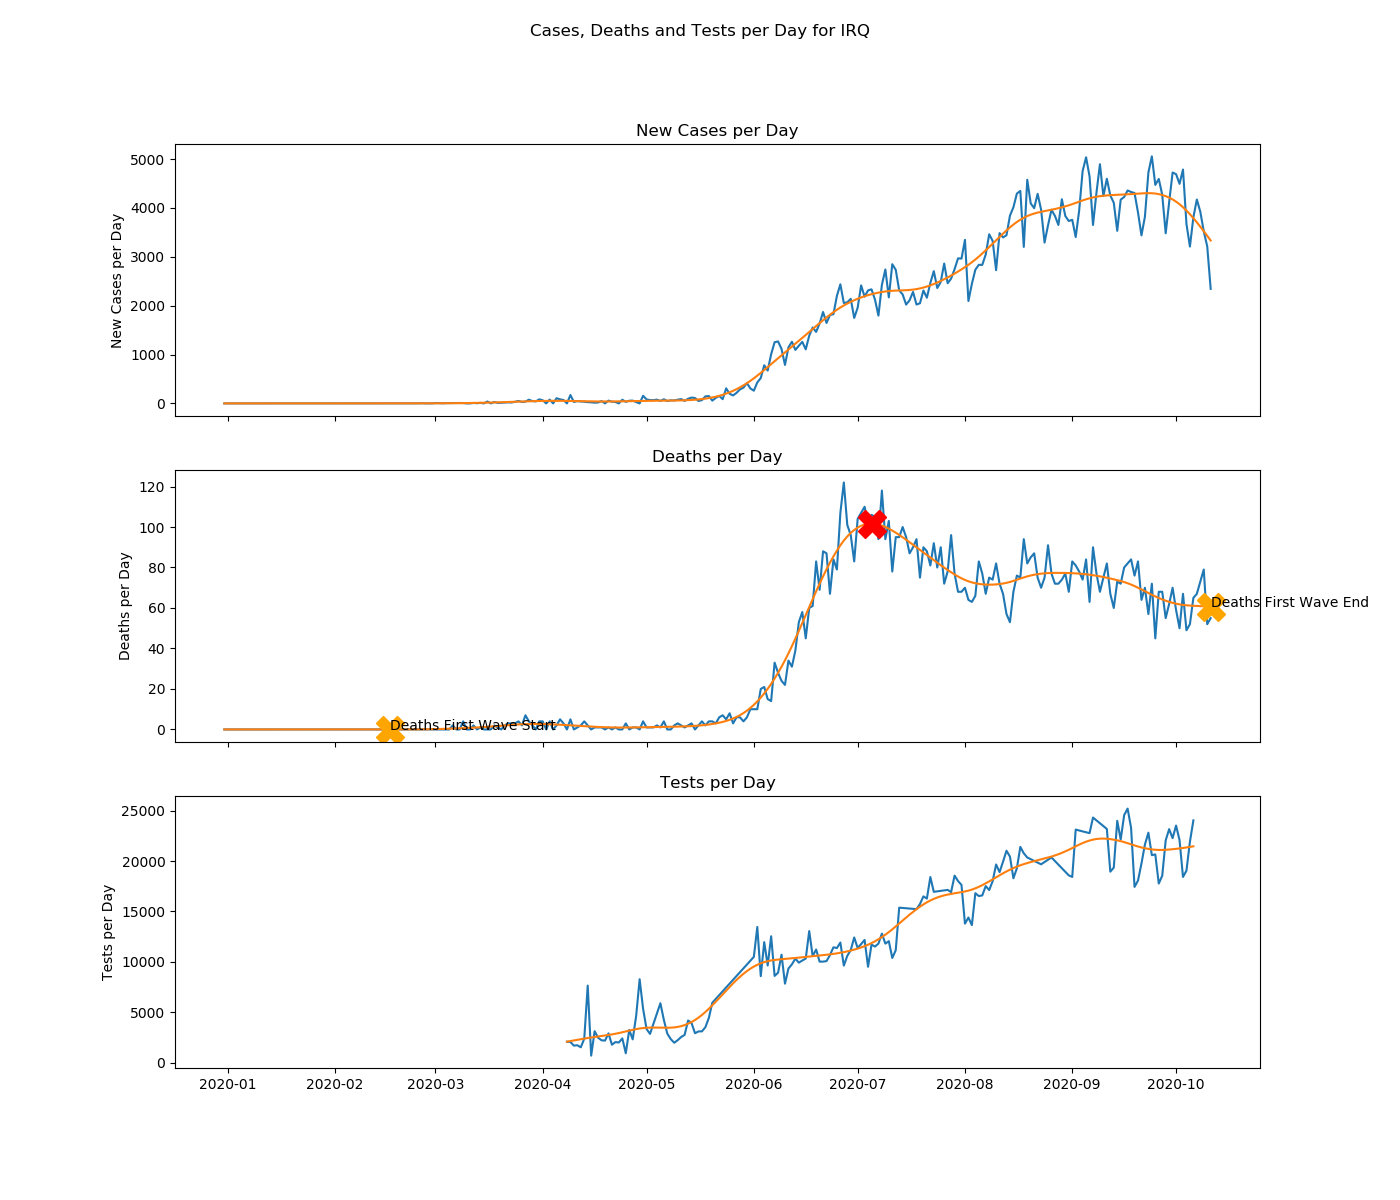 Cases, Deaths and Tests per Day for IRQ
New Cases per Day
New Cases per Day
5000
4000
3000
2000
1000
0
Deaths per Day
Deaths per Day
120
100
80
60
40
20
0
Deaths First Wave Start
Deaths First Wave End
Tests per Day
Tests per Day
25000
20000
15000
10000
5000
0
2020-01 2020-02 2020-03 2020-04 2020-05 2020-06 2020-07 2020-08 2020-09 2020-10